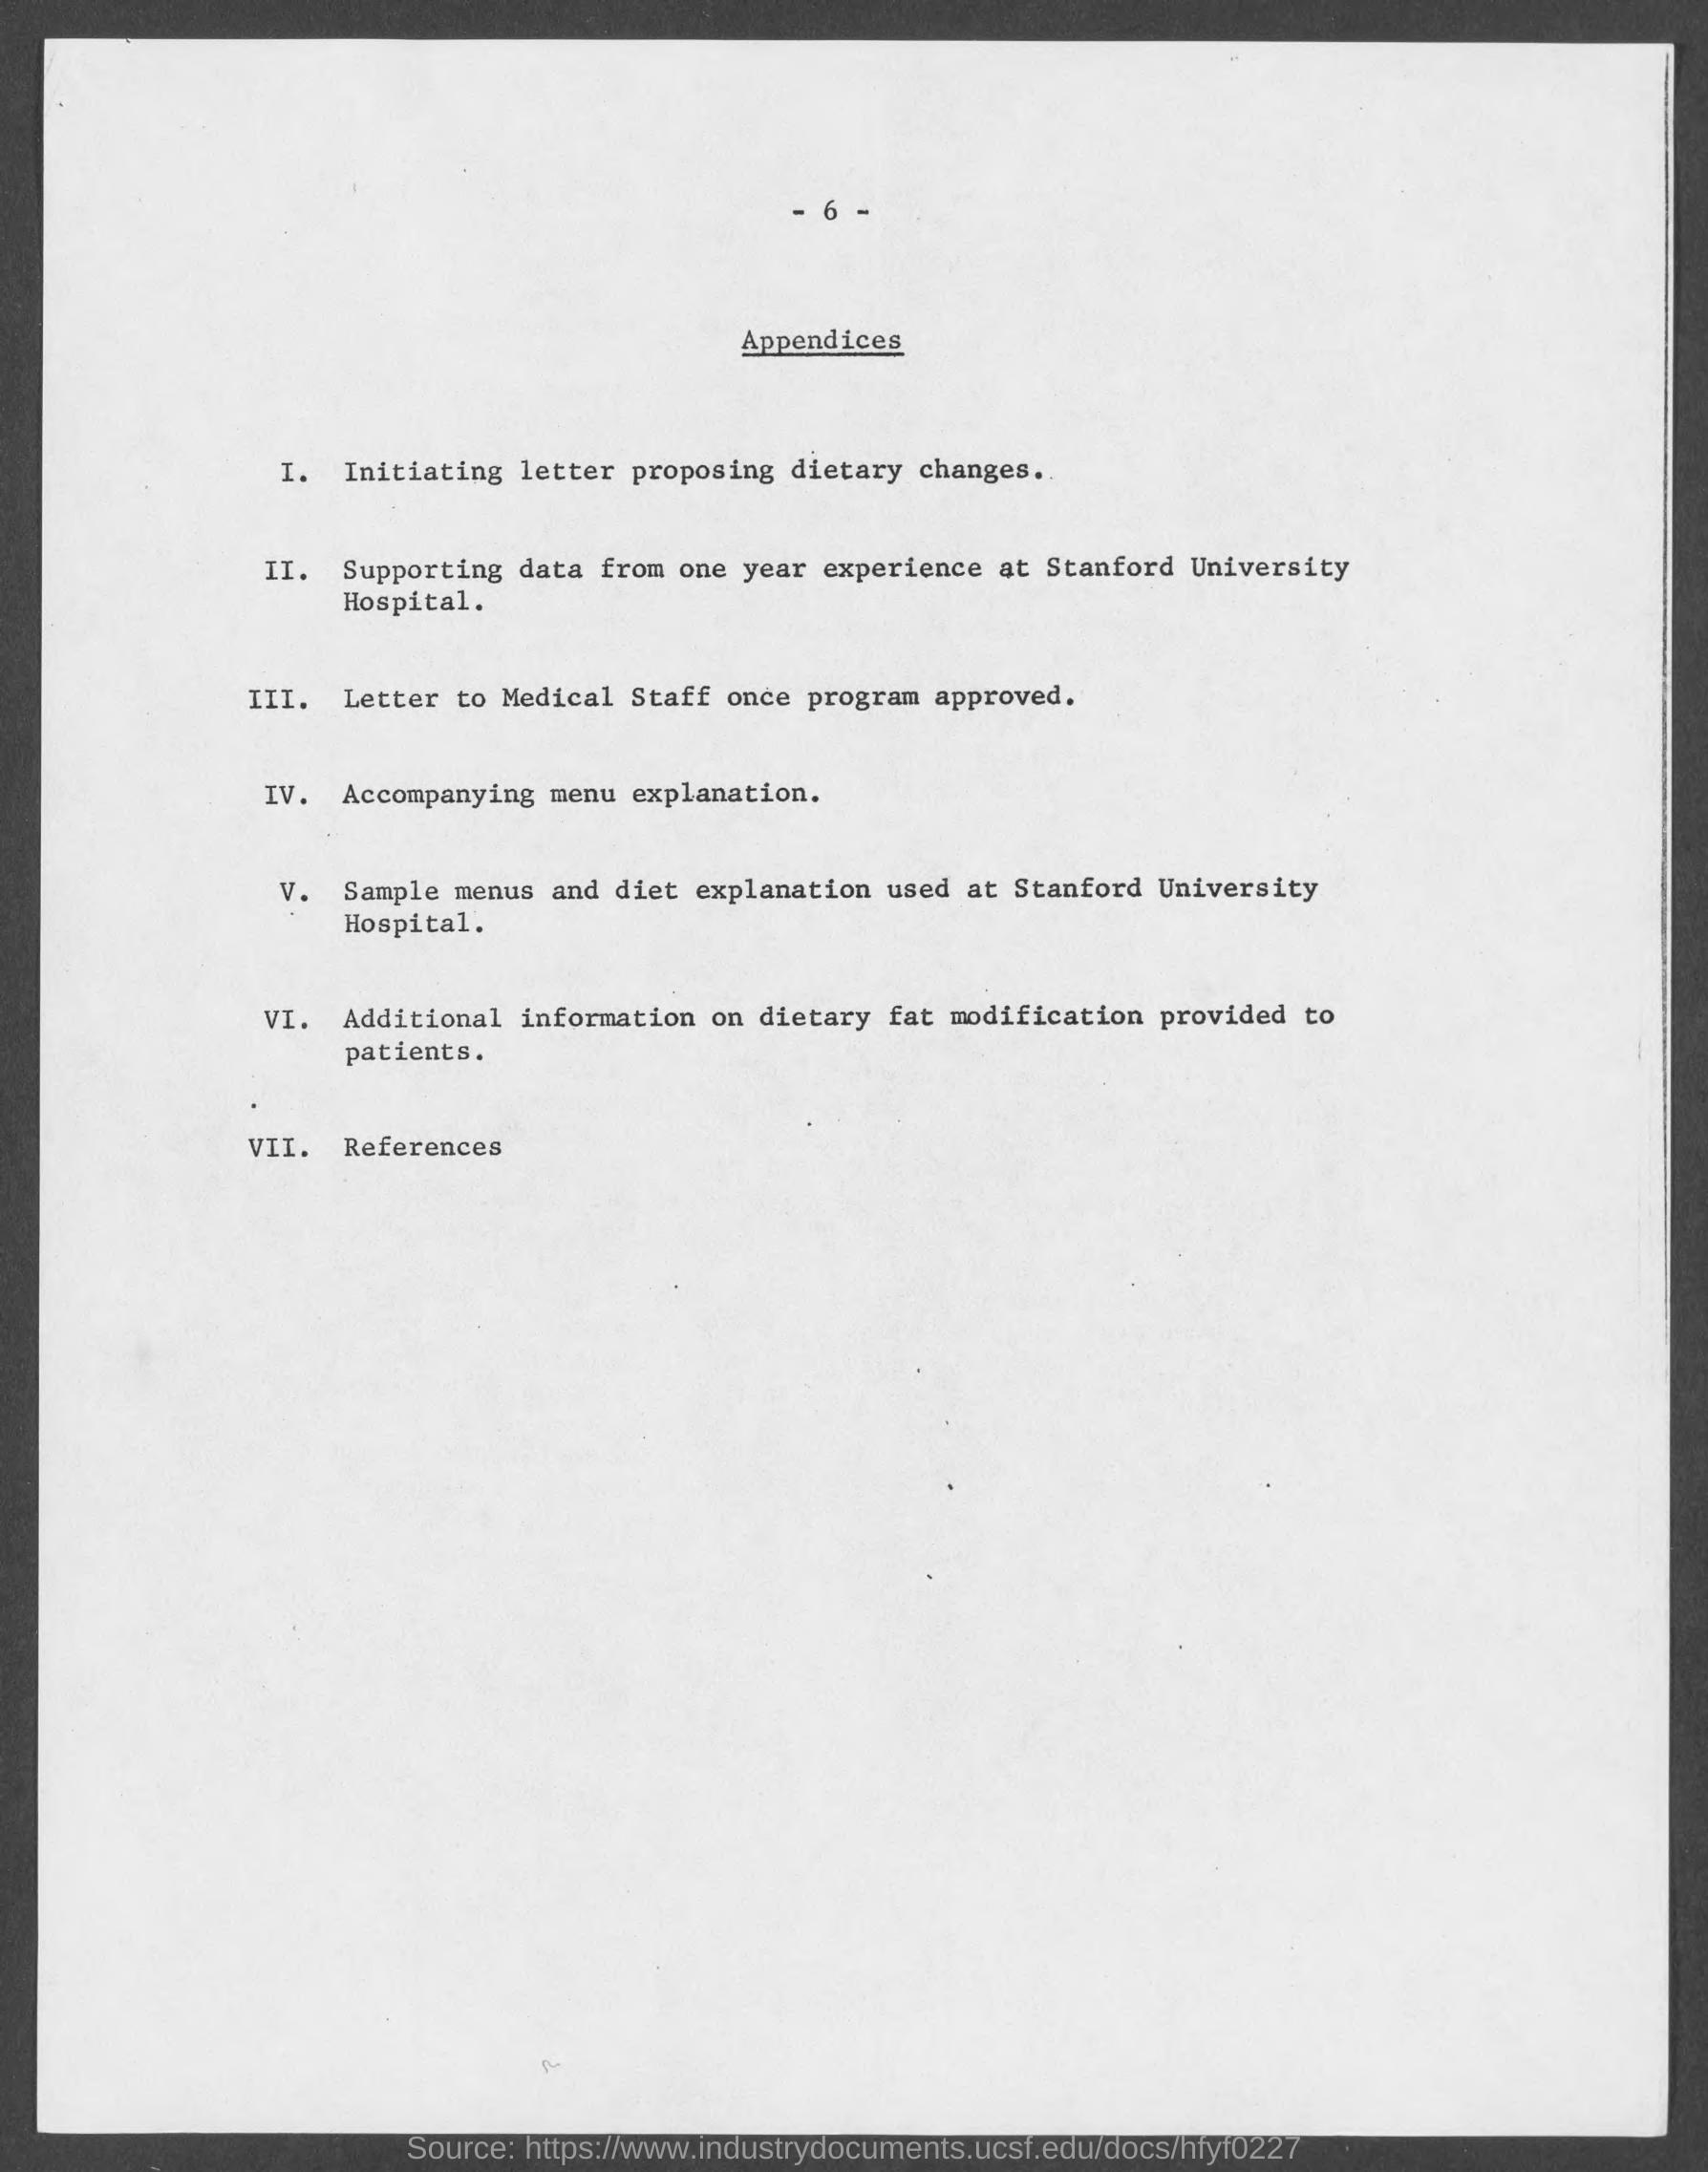 - 6 -
Appendices
I. Initiating letter proposing dietary changes.
II. Supporting data from one year experience at Stanford University
Hospital.
III. Letter to Medical Staff once program approved.
IV. Accompanying menu explanation.
V. Sample menus and diet explanation used at Stanford University
Hospital.
VI. Additional information on dietary fat modification provided to
patients.
VII. References
Source: https://www.industrydocuments.ucsf.edu/docs/hfyf0227